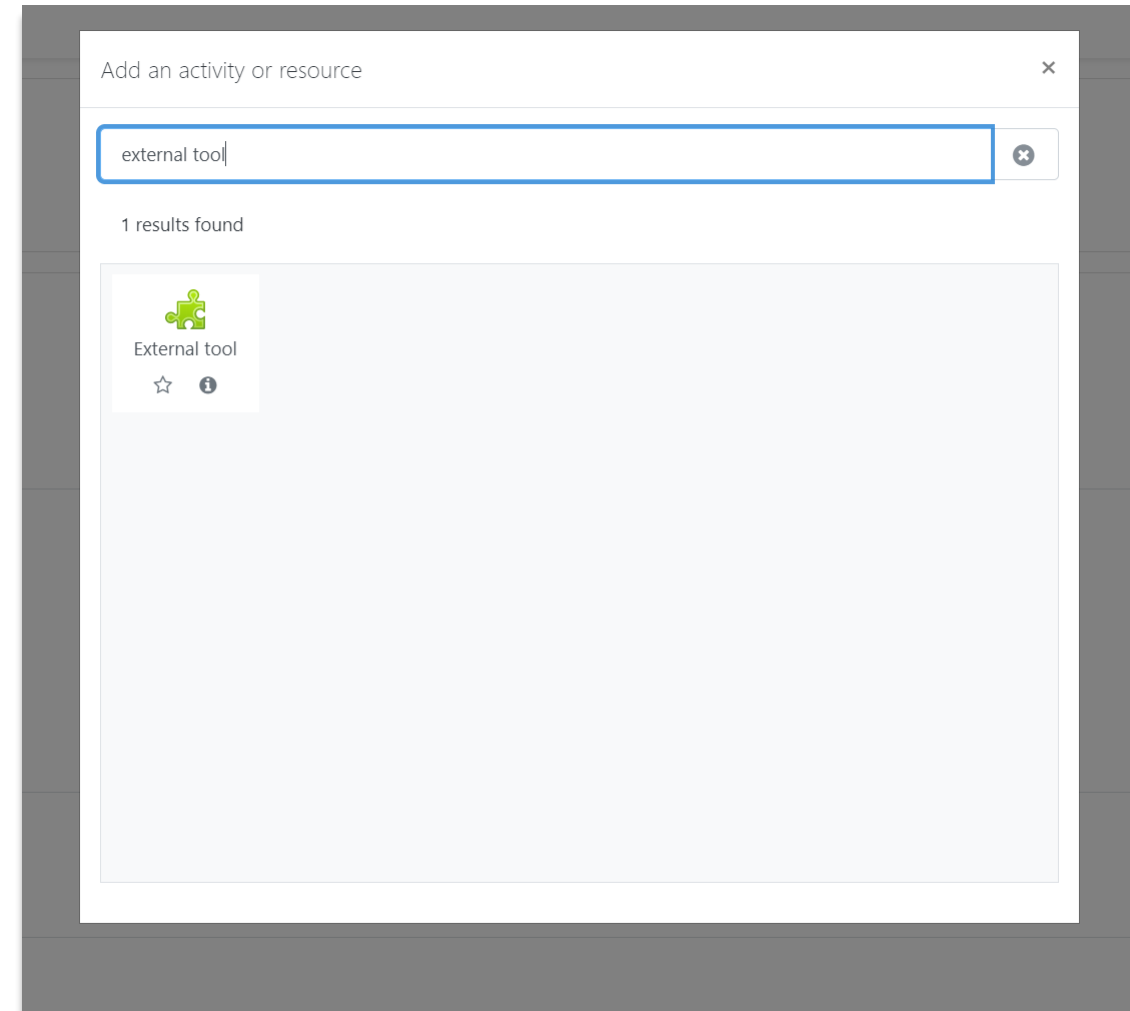 Add an activity or resource
external tool
1 results found
External tool